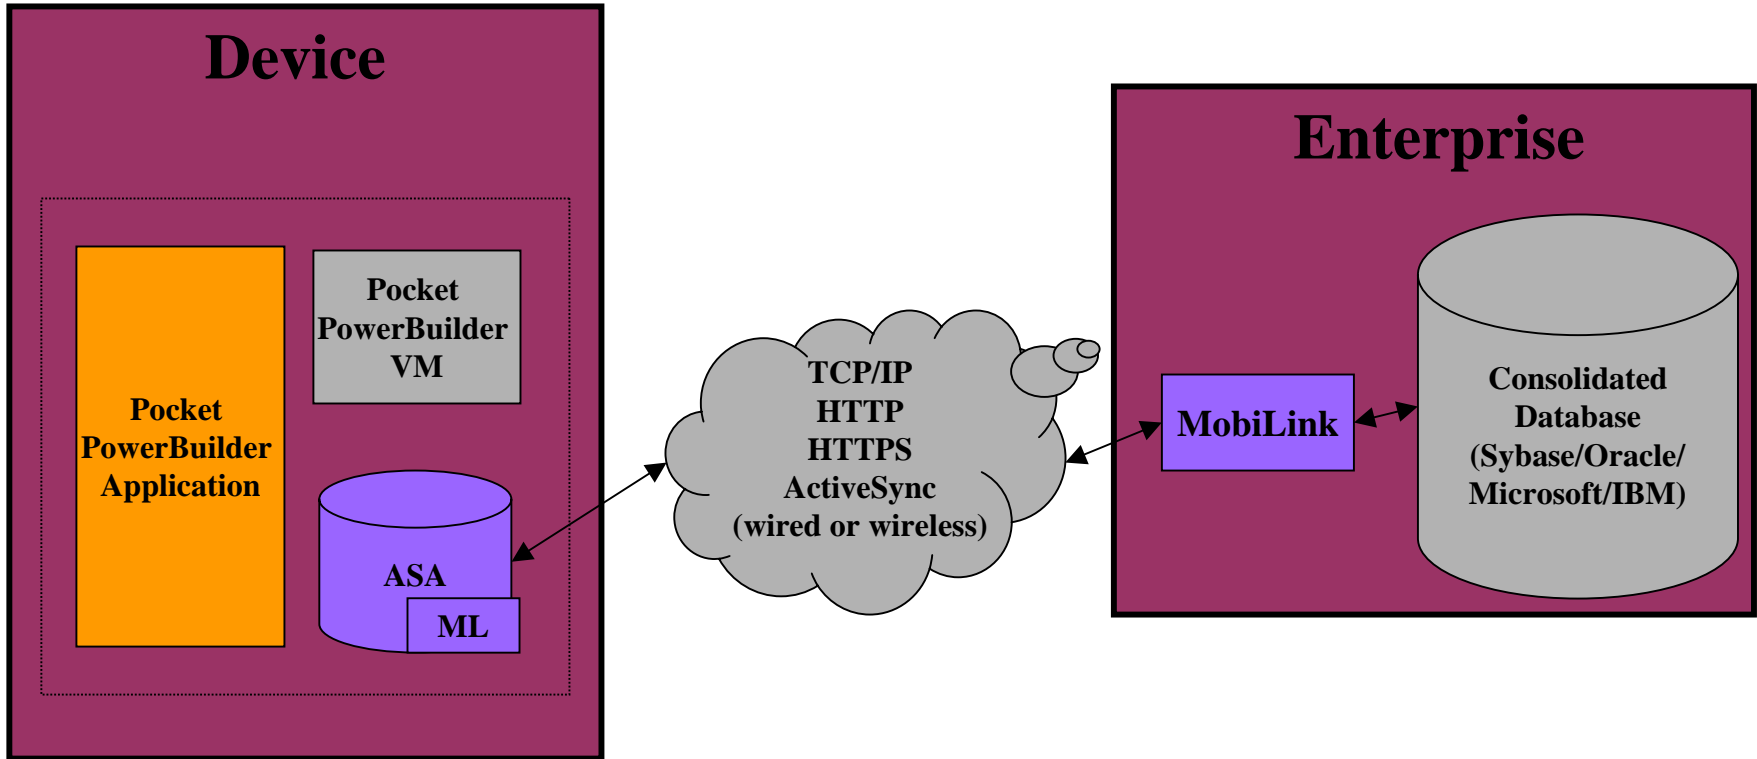 Device
Pocket
PowerBuilder
Application
Pocket
PowerBuilder
VM
ASA
ML
TCP/IP
HTTP
HTTPS
ActiveSync
(wired or wireless)
Enterprise
MobiLink
Consolidated
Database
(Sybase/Oracle/
Microsoft/IBM)